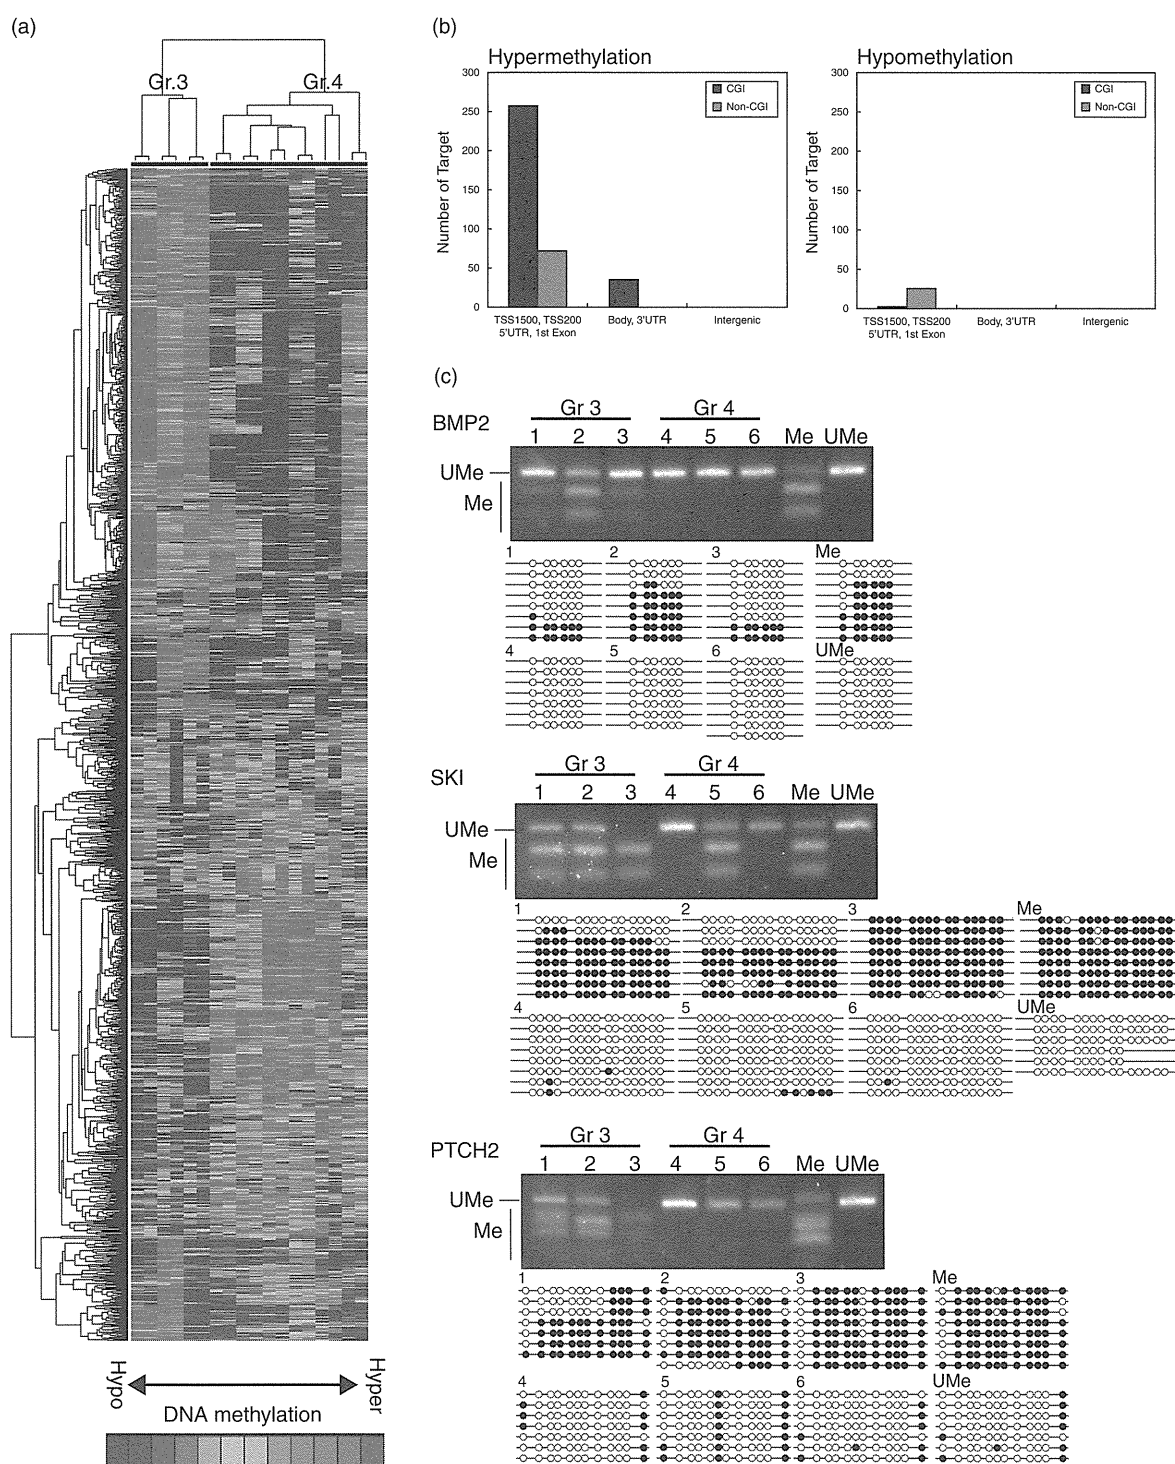 (a)
Gr.3
Gr.4
Hypo
Hyper
DNA methylation
(b)
Hypermethylation
Number of Target
300
250
200
150
100
50
0
CGI
Non-CGI
TSS1500, TSS200
5'UTR, 1st Exon
Body, 3'UTR
Intergenic
Hypomethylation
Number of Target
300
250
200
150
100
50
0
CGI
Non-CGI
TSS1500, TSS200
5'UTR, 1st Exon
Body, 3'UTR
Intergenic
(c)
BMP2
Gr 3 Gr 4
1 2 3 4 5 6 Me UMe
UMe
Me
1 2 3 Me
4 5 6 UMe
SKI
Gr 3 Gr 4
1 2 3 4 5 6 Me UMe
UMe
Me
1 2 3 Me
4 5 6 UMe
PTCH2
Gr 3 Gr 4
1 2 3 4 5 6 Me UMe
UMe
Me
1 2 3 Me
4 5 6 UMe